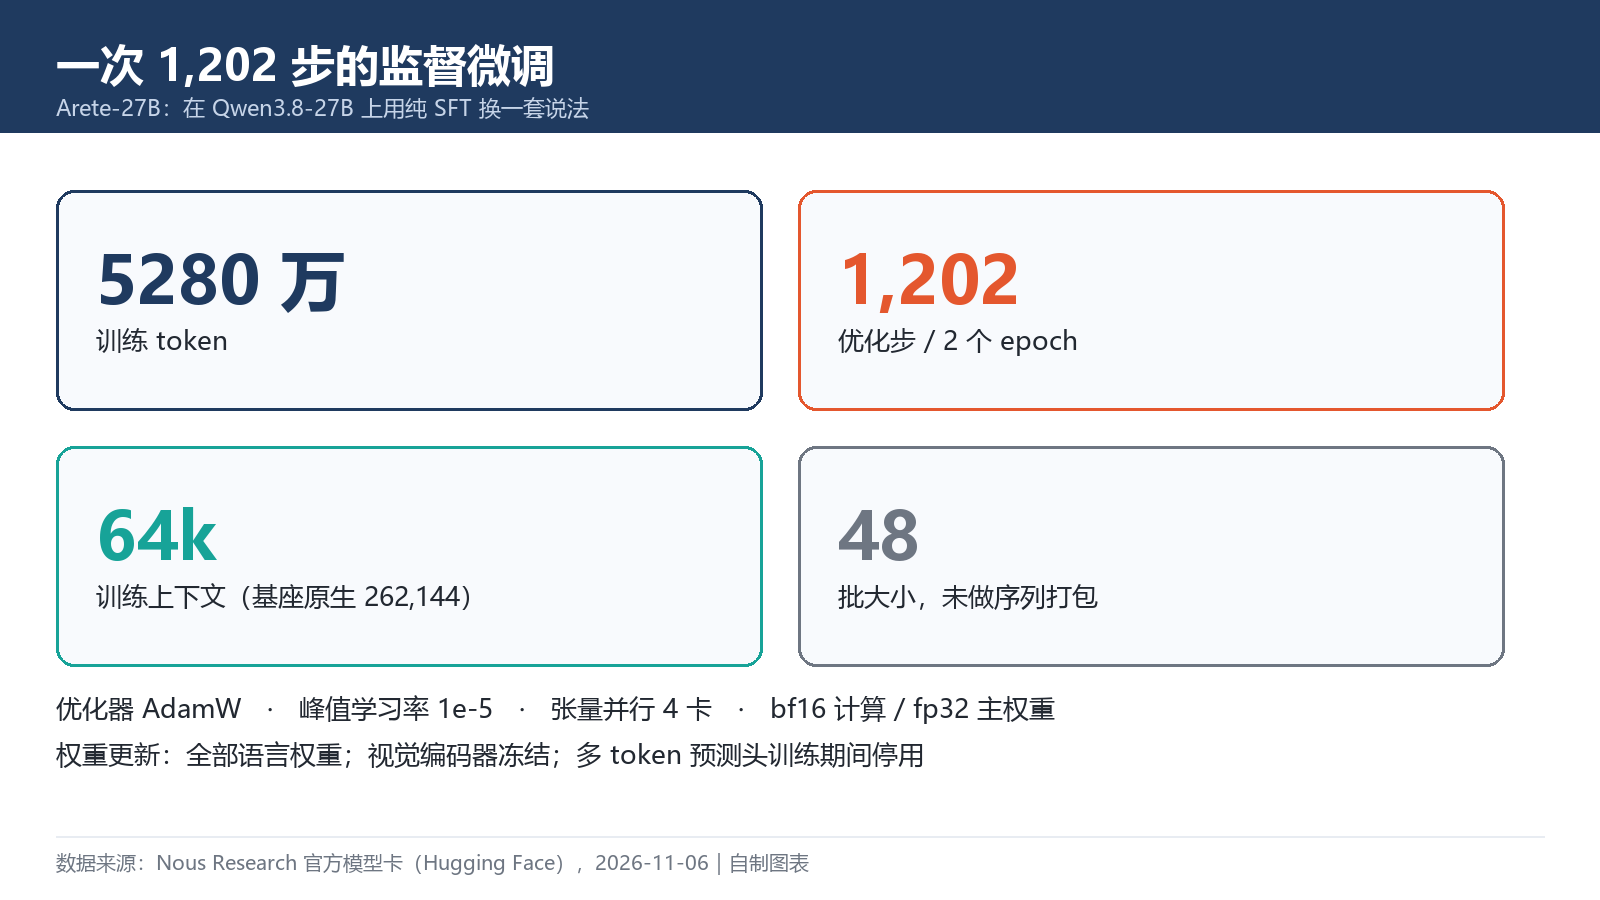 一次 1,202 步的监督微调
Arete-27B：在 Qwen3.8-27B 上用纯 SFT 换一套说法
5280 万
训练 token
1,202
优化步 / 2 个 epoch
64k
训练上下文（基座原生 262,144）
48
批大小，未做序列打包
优化器 AdamW · 峰值学习率 1e-5 · 张量并行 4 卡 · bf16 计算 / fp32 主权重
权重更新：全部语言权重；视觉编码器冻结；多 token 预测头训练期间停用
数据来源：Nous Research 官方模型卡（Hugging Face），2026-11-06 | 自制图表